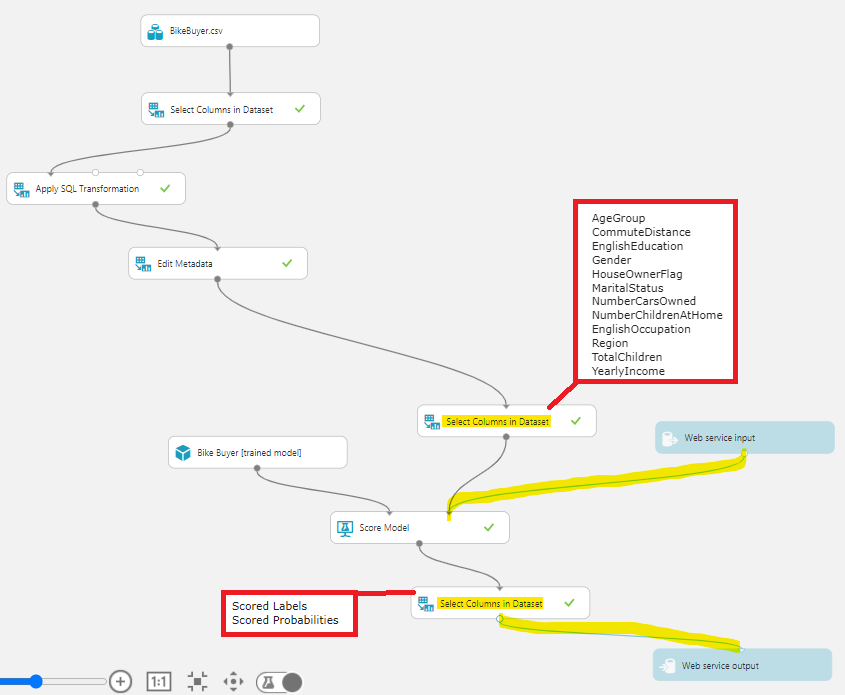 BikeBuyer.csv
Select Columns in Dataset
Apply SQL Transformation
Edit Metadata
AgeGroup
CommuteDistance
EnglishEducation
Gender
HouseOwnerFlag
MaritalStatus
NumberCarsOwned
NumberChildrenAtHome
EnglishOccupation
Region
TotalChildren
YearlyIncome
Select Columns in Dataset
Web service input
Bike Buyer [trained model]
Score Model
Select Columns in Dataset
Scored Labels
Scored Probabilities
Web service output
1:1